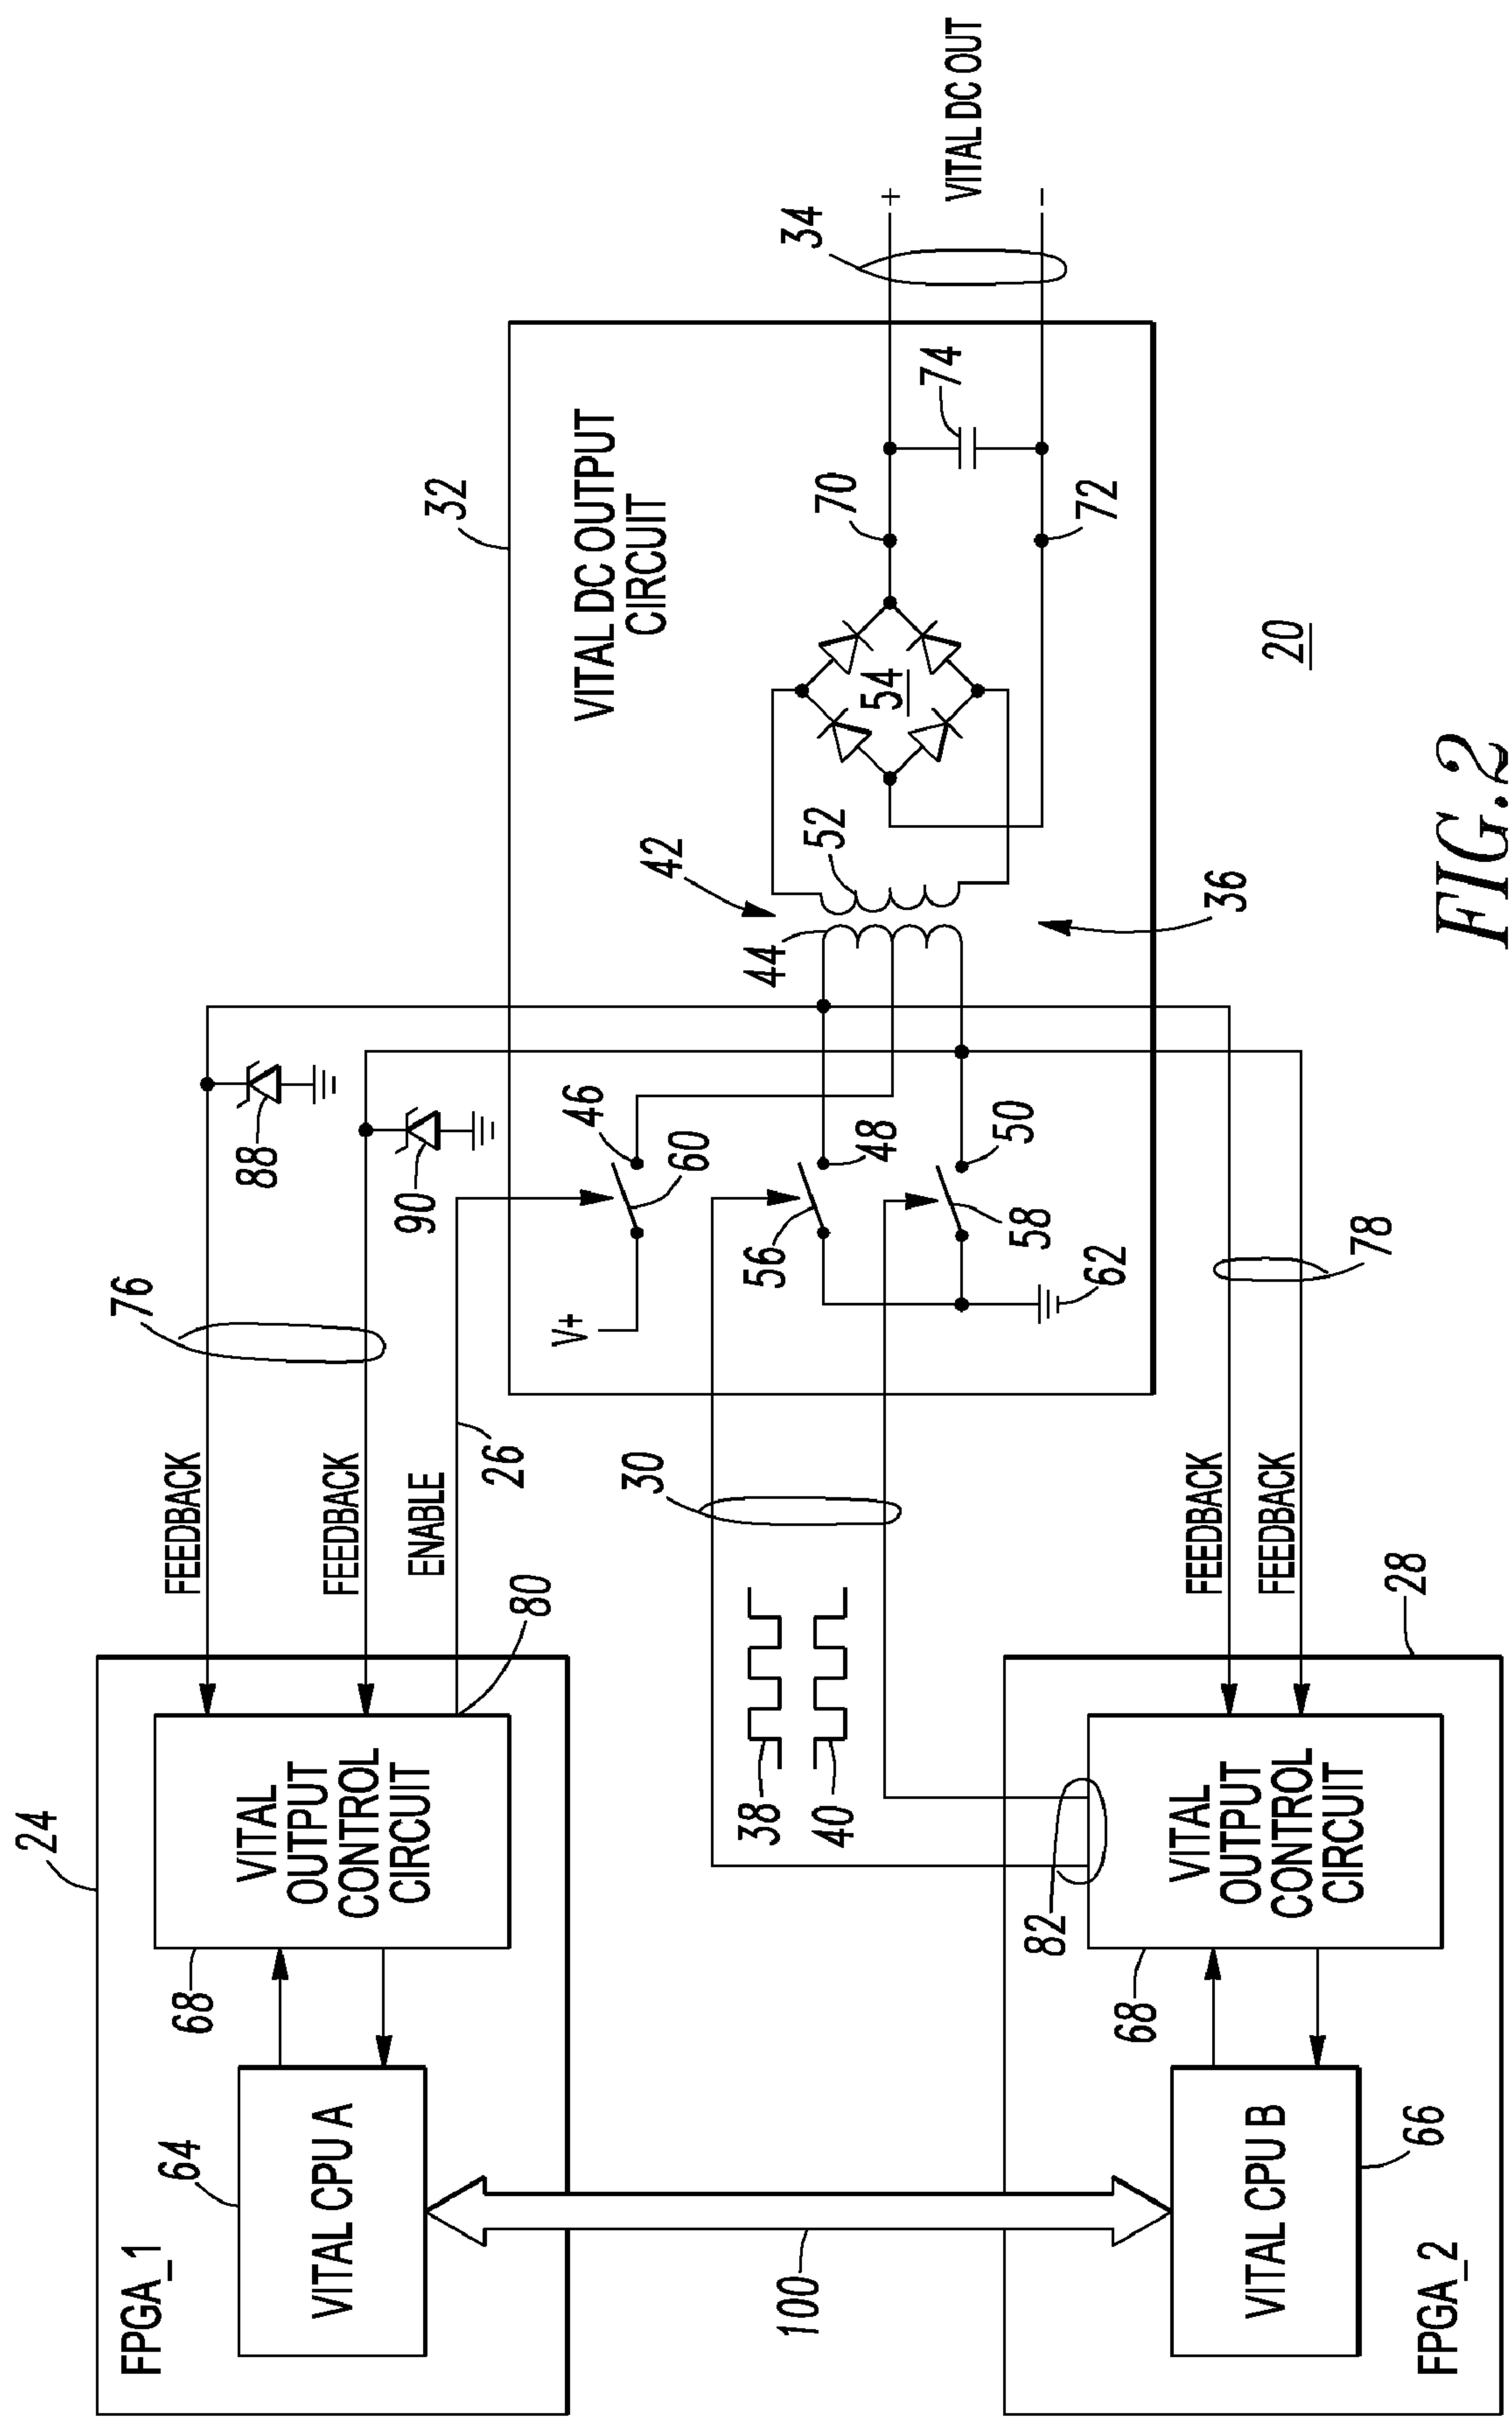 24
FPGA_1
64
VITAL CPU A
68
VITAL
OUTPUT
CONTROL
CIRCUIT
80
FEEDBACK
FEEDBACK
ENABLE
76
26
88
90
32
VITAL DC OUTPUT
CIRCUIT
V+
46
60
56
48
58
50
62
44
42
52
36
54
70
72
74
34
+
VITAL DC OUT
-
30
38
40
100
82
28
FPGA_2
66
VITAL CPU B
68
VITAL
OUTPUT
CONTROL
CIRCUIT
FEEDBACK
FEEDBACK
78
20
FIG.2